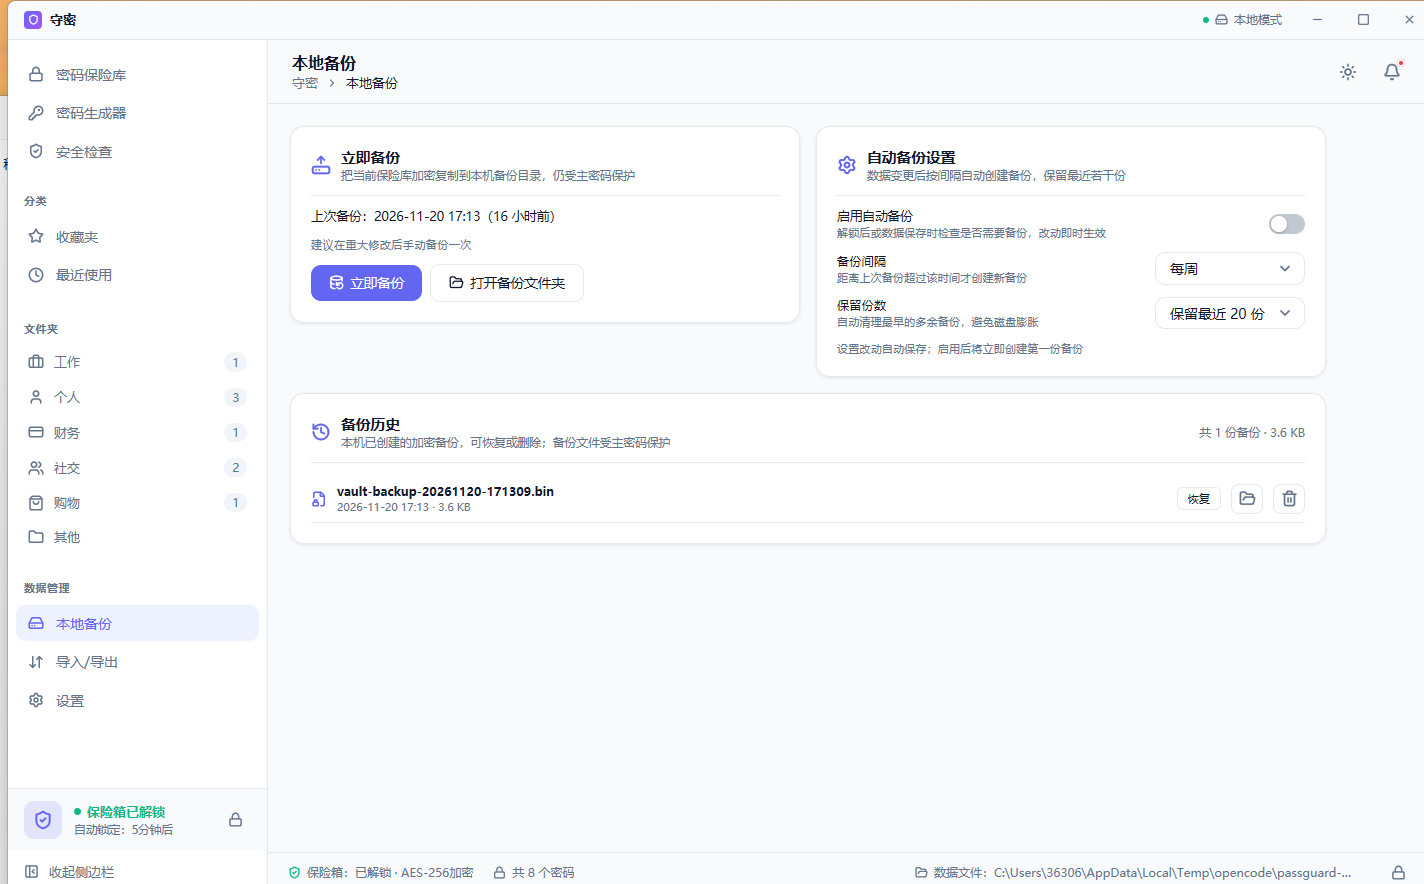 守密
本地模式
密码保险库
密码生成器
安全检查
分类
收藏夹
最近使用
文件夹
工作 1
个人 3
财务 1
社交 2
购物 1
其他
数据管理
本地备份
导入/导出
设置
保险箱已解锁
自动锁定：5分钟后
收起侧边栏
本地备份
守密 > 本地备份
立即备份
把当前保险库加密复制到本机备份目录，仍受主密码保护
上次备份：2026-11-20 17:13（16 小时前）
建议在重大修改后手动备份一次
立即备份
打开备份文件夹
自动备份设置
数据变更后按间隔自动创建备份，保留最近若干份
启用自动备份
解锁后或数据保存时检查是否需要备份，改动即时生效
备份间隔
距离上次备份超过该时间才创建新备份
每周
保留份数
自动清理最早的多余备份，避免磁盘膨胀
保留最近 20 份
设置改动自动保存；启用后将立即创建第一份备份
备份历史
本机已创建的加密备份，可恢复或删除；备份文件受主密码保护
共 1 份备份 · 3.6 KB
vault-backup-20261120-171309.bin
2026-11-20 17:13 · 3.6 KB
恢复
保险箱：已解锁 · AES-256加密
共 8 个密码
数据文件：C:\Users\36306\AppData\Local\Temp\opencode\passguard-...